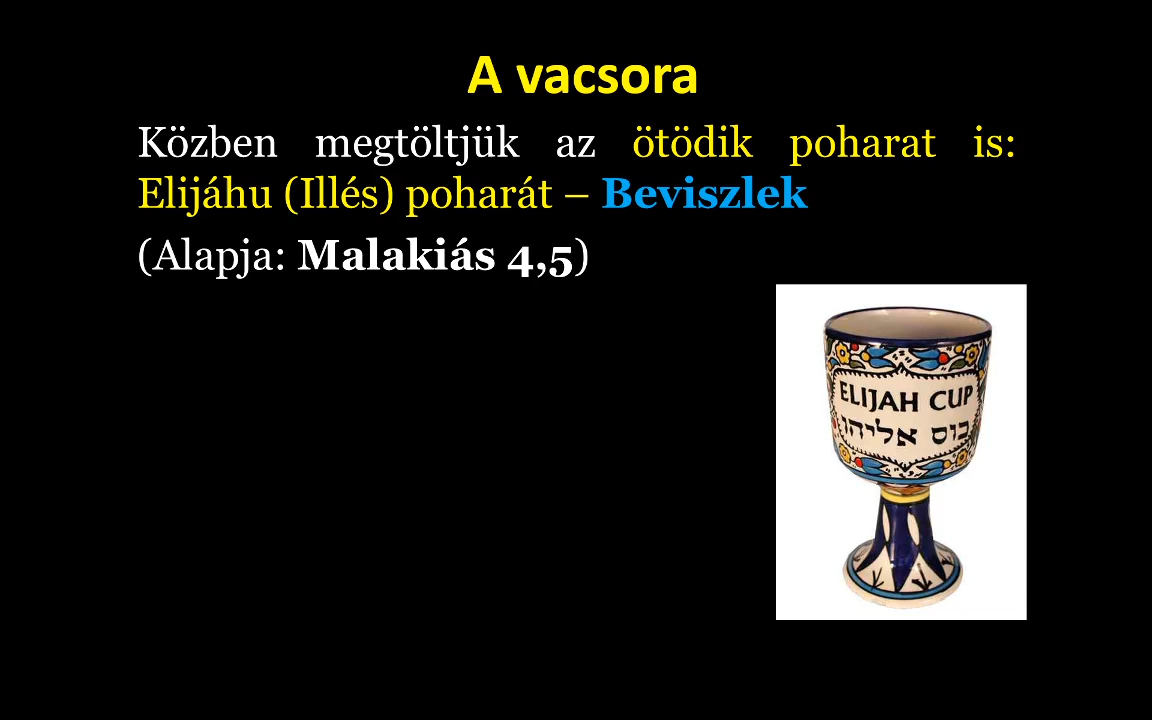 A vacsora
Közben megtöltjük az ötödik poharat is:
Elijáhu (Illés) poharát – Beviszlek
(Alapja: Malakiás 4,5)
ELIJAH CUP
כוס אליהו